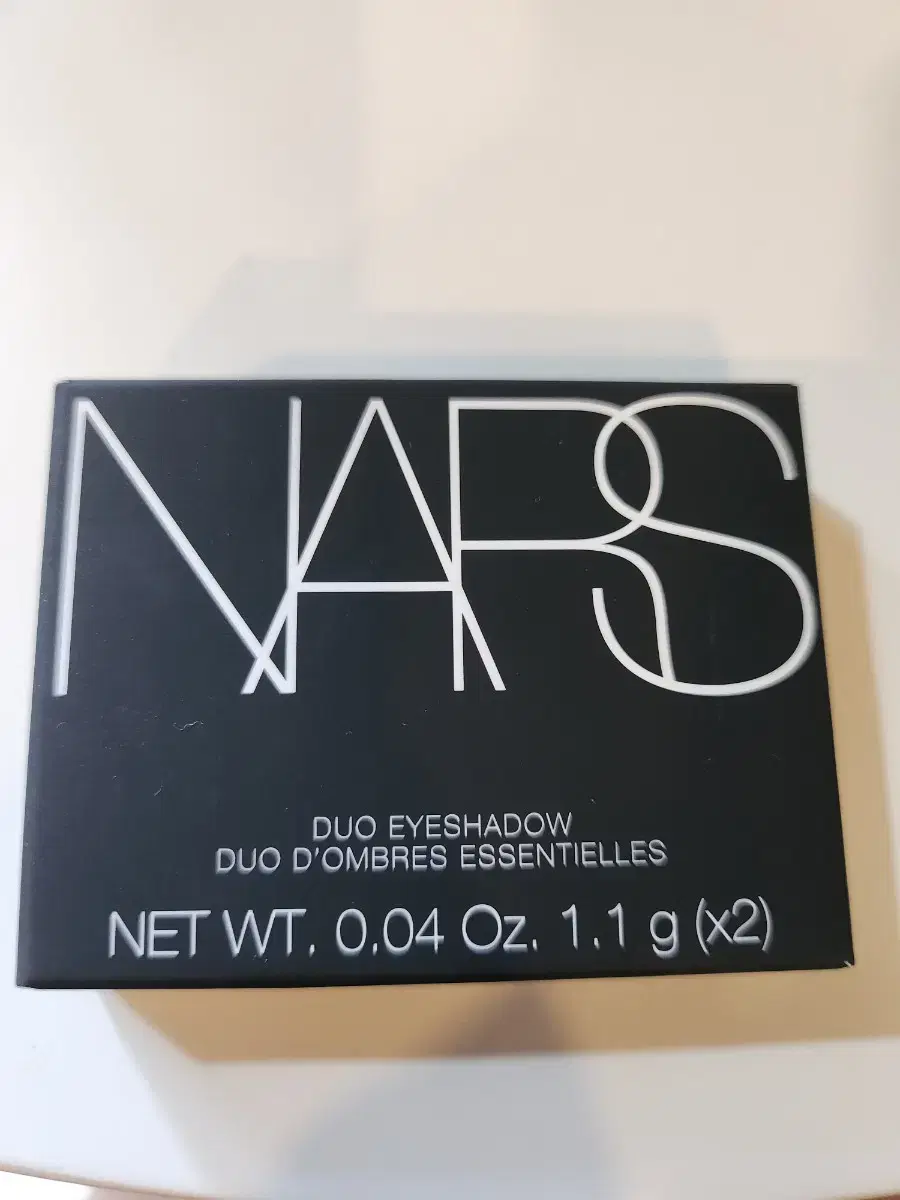 NARS
DUO EYESHADOW
DUO D'OMBRES ESSENTIELLES
NET WT. 0.04 Oz. 1.1 g (x2)